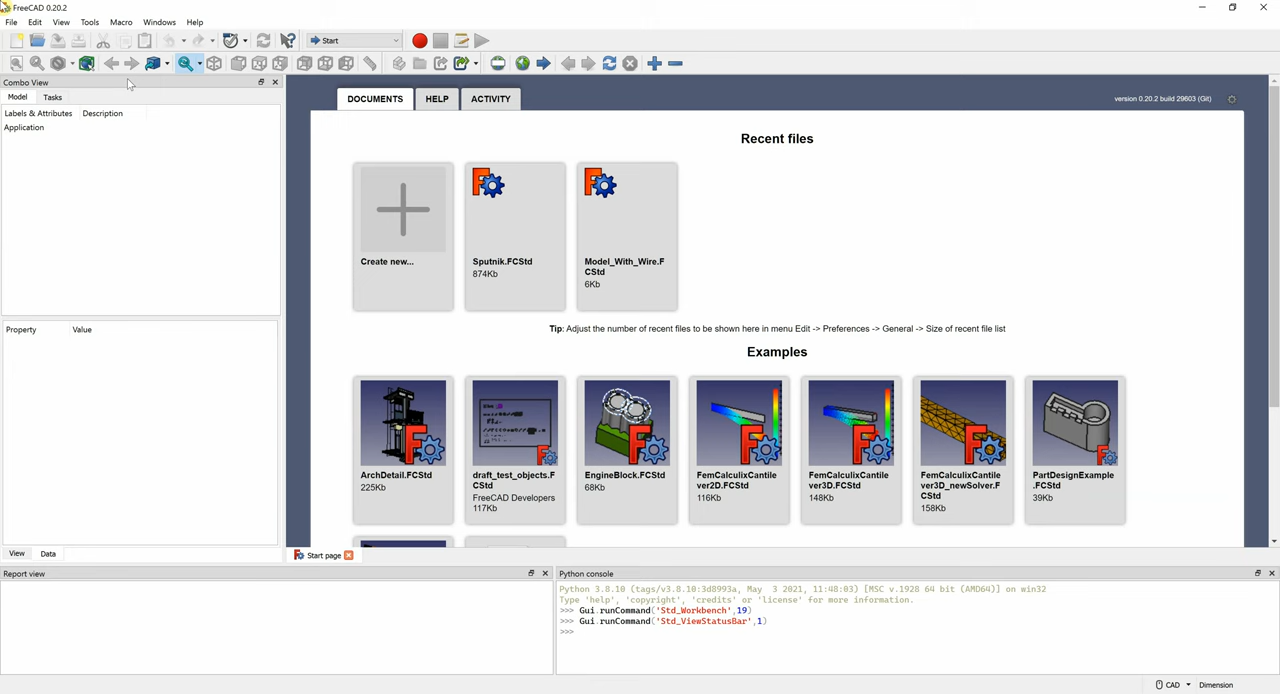 FreeCAD 0.20.2
File Edit View Tools Macro Windows Help
Start
Combo View
Model Tasks
Labels & Attributes Description
Application
Property Value
View Data
DOCUMENTS HELP ACTIVITY
version 0.20.2 build 29603 (Git)
Recent files
Create new...
Sputnik.FCStd
874Kb
Model_With_Wire.F
CStd
6Kb
Tip: Adjust the number of recent files to be shown here in menu Edit -> Preferences -> General -> Size of recent file list
Examples
ArchDetail.FCStd
225Kb
draft_test_objects.F
CStd
FreeCAD Developers
117Kb
EngineBlock.FCStd
68Kb
FemCalculixCantile
ver2D.FCStd
116Kb
FemCalculixCantile
ver3D.FCStd
148Kb
FemCalculixCantile
ver3D_newSolver.F
CStd
158Kb
PartDesignExample
.FCStd
39Kb
Start page
Report view
Python console
Python 3.8.10 (tags/v3.8.10:3d8993a, May  3 2021, 11:48:03) [MSC v.1928 64 bit (AMD64)] on win32
Type 'help', 'copyright', 'credits' or 'license' for more information.
>>> Gui.runCommand('Std_Workbench',19)
>>> Gui.runCommand('Std_ViewStatusBar',1)
>>>
CAD Dimension